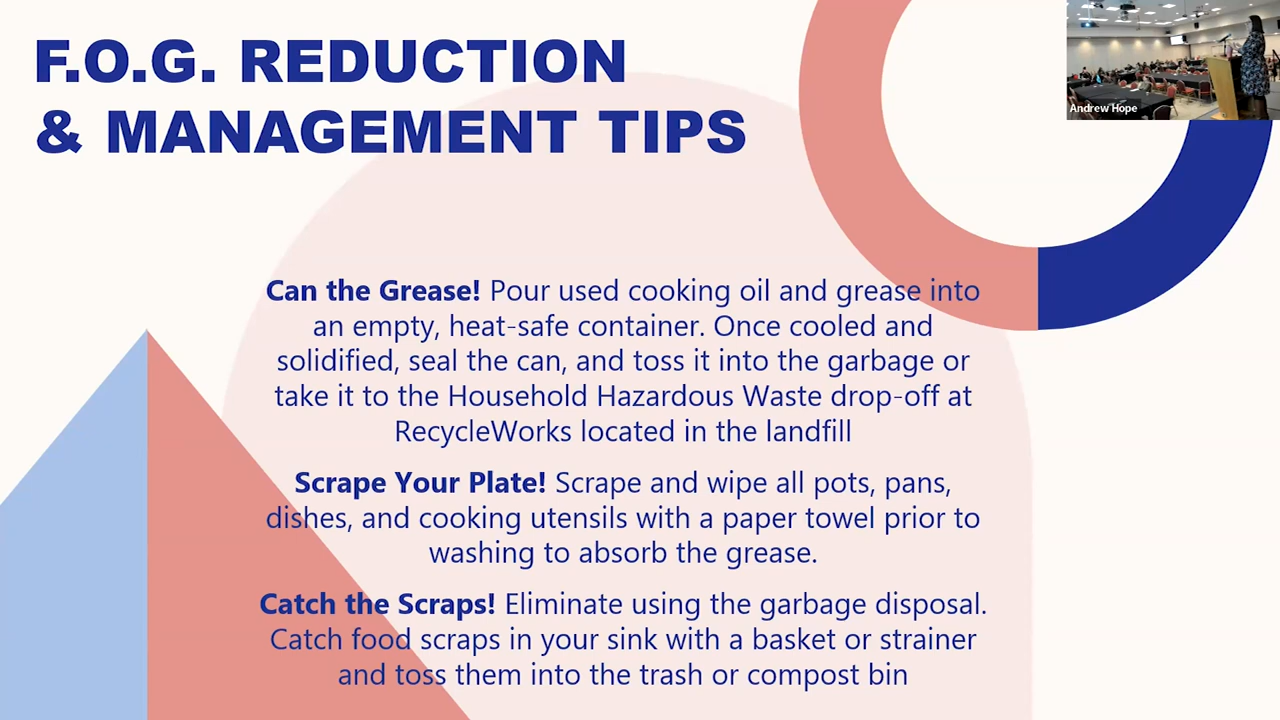 F.O.G. REDUCTION
& MANAGEMENT TIPS
Andrew Hope
Can the Grease! Pour used cooking oil and grease into
an empty, heat-safe container. Once cooled and
solidified, seal the can, and toss it into the garbage or
take it to the Household Hazardous Waste drop-off at
RecycleWorks located in the landfill
Scrape Your Plate! Scrape and wipe all pots, pans,
dishes, and cooking utensils with a paper towel prior to
washing to absorb the grease.
Catch the Scraps! Eliminate using the garbage disposal.
Catch food scraps in your sink with a basket or strainer
and toss them into the trash or compost bin